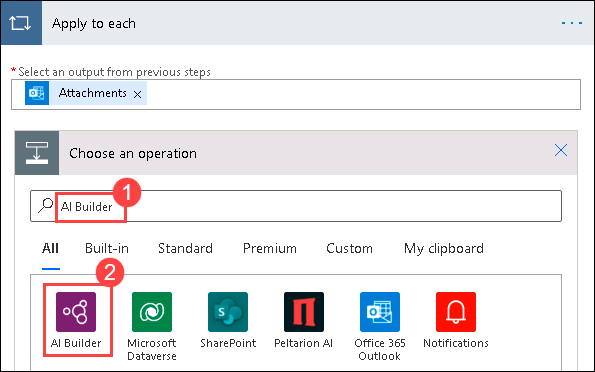 Apply to each
...
* Select an output from previous steps
Attachments ×
Choose an operation ×
AI Builder 1
All Built-in Standard Premium Custom My clipboard
2
AI Builder Microsoft Dataverse SharePoint Peltarion AI Office 365 Outlook Notifications